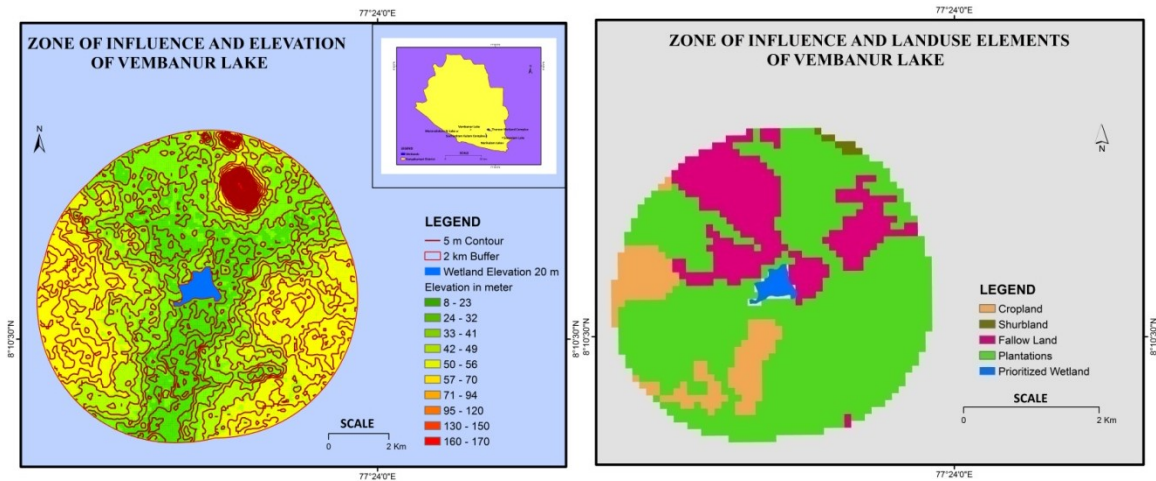 77°24'0"E
ZONE OF INFLUENCE AND ELEVATION
OF VEMBANUR LAKE
N
LEGEND
5 m Contour
2 km Buffer
Wetland Elevation 20 m
Elevation in meter
8 - 23
24 - 32
33 - 41
42 - 49
50 - 56
57 - 70
71 - 94
95 - 120
130 - 150
160 - 170
SCALE
0 2 Km
8°10'30"N
8°10'30"N
77°24'0"E
77°24'0"E
ZONE OF INFLUENCE AND LANDUSE ELEMENTS
OF VEMBANUR LAKE
N
LEGEND
Cropland
Shurbland
Fallow Land
Plantations
Prioritized Wetland
SCALE
0 2 Km
8°10'30"N
8°10'30"N
77°24'0"E